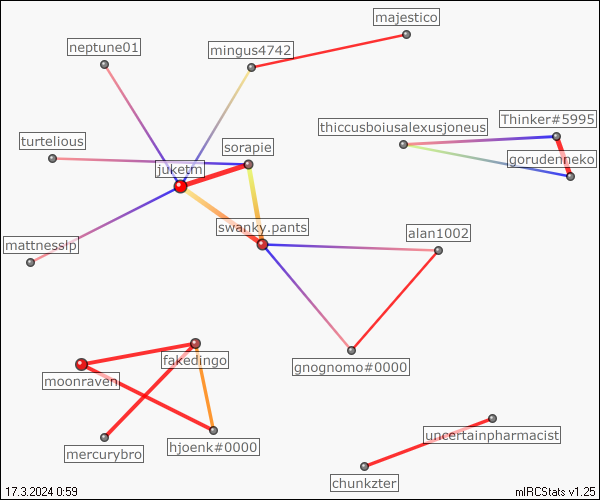 majestico
neptune01
mingus4742
Thinker#5995
thiccusboiusalexusjoneus
turtelious
sorapie
gorudenneko
juketm
swanky.pants
alan1002
mattnesslp
fakedingo
gnognomo#0000
moonraven
uncertainpharmacist
mercurybro
hjoenk#0000
chunkzter
17.3.2024 0:59
mIRCStats v1.25